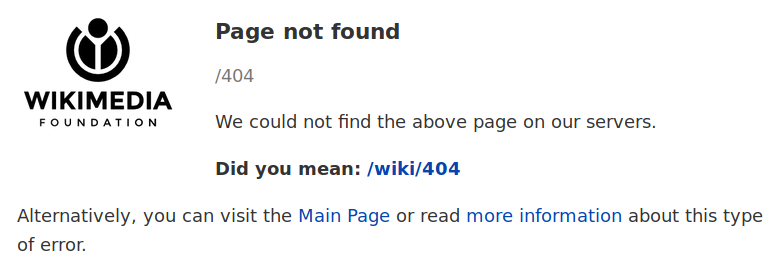 WIKIMEDIA
FOUNDATION
Page not found
/404
We could not find the above page on our servers.
Did you mean: /wiki/404
Alternatively, you can visit the Main Page or read more information about this type
of error.